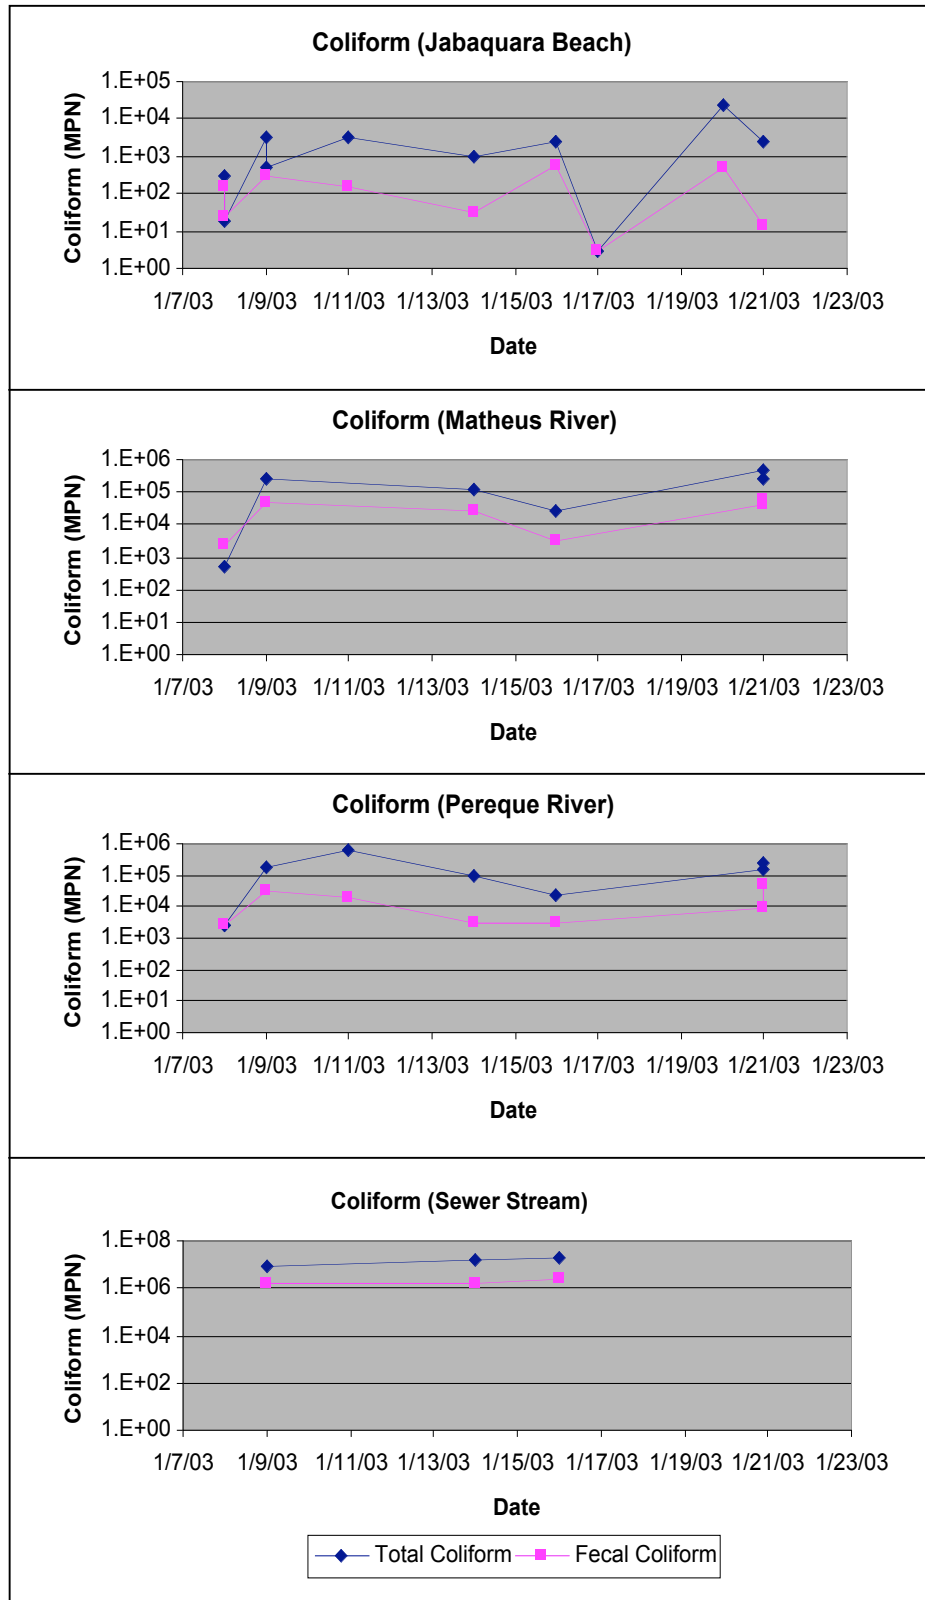 Coliform (Jabaquara Beach)
Coliform (MPN)
1.E+05
1.E+04
1.E+03
1.E+02
1.E+01
1.E+00
1/7/03 1/9/03 1/11/03 1/13/03 1/15/03 1/17/03 1/19/03 1/21/03 1/23/03
Date
Coliform (Matheus River)
Coliform (MPN)
1.E+06
1.E+05
1.E+04
1.E+03
1.E+02
1.E+01
1.E+00
1/7/03 1/9/03 1/11/03 1/13/03 1/15/03 1/17/03 1/19/03 1/21/03 1/23/03
Date
Coliform (Pereque River)
Coliform (MPN)
1.E+06
1.E+05
1.E+04
1.E+03
1.E+02
1.E+01
1.E+00
1/7/03 1/9/03 1/11/03 1/13/03 1/15/03 1/17/03 1/19/03 1/21/03 1/23/03
Date
Coliform (Sewer Stream)
Coliform (MPN)
1.E+08
1.E+06
1.E+04
1.E+02
1.E+00
1/7/03 1/9/03 1/11/03 1/13/03 1/15/03 1/17/03 1/19/03 1/21/03 1/23/03
Date
Total Coliform Fecal Coliform